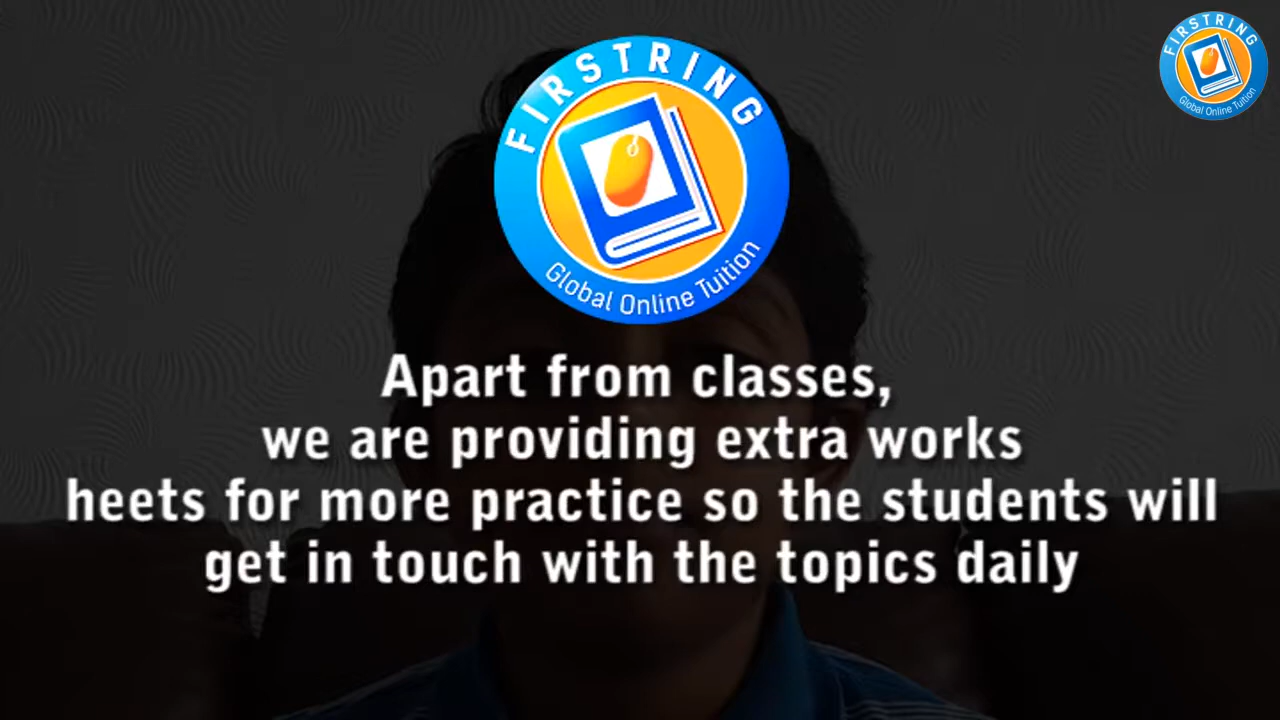 FIRSTRING
Global Online Tuition
FIRSTRING
Global Online Tuition
Apart from classes,
we are providing extra works
heets for more practice so the students will
get in touch with the topics daily